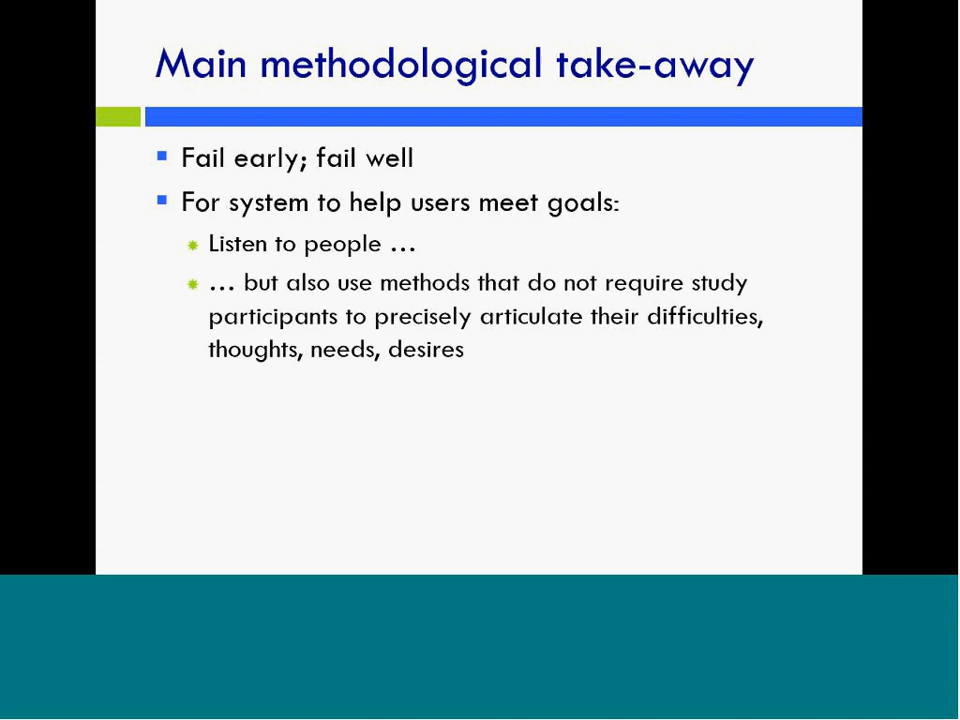 Main methodological take-away
Fail early; fail well
For system to help users meet goals:
Listen to people …
… but also use methods that do not require study
participants to precisely articulate their difficulties,
thoughts, needs, desires